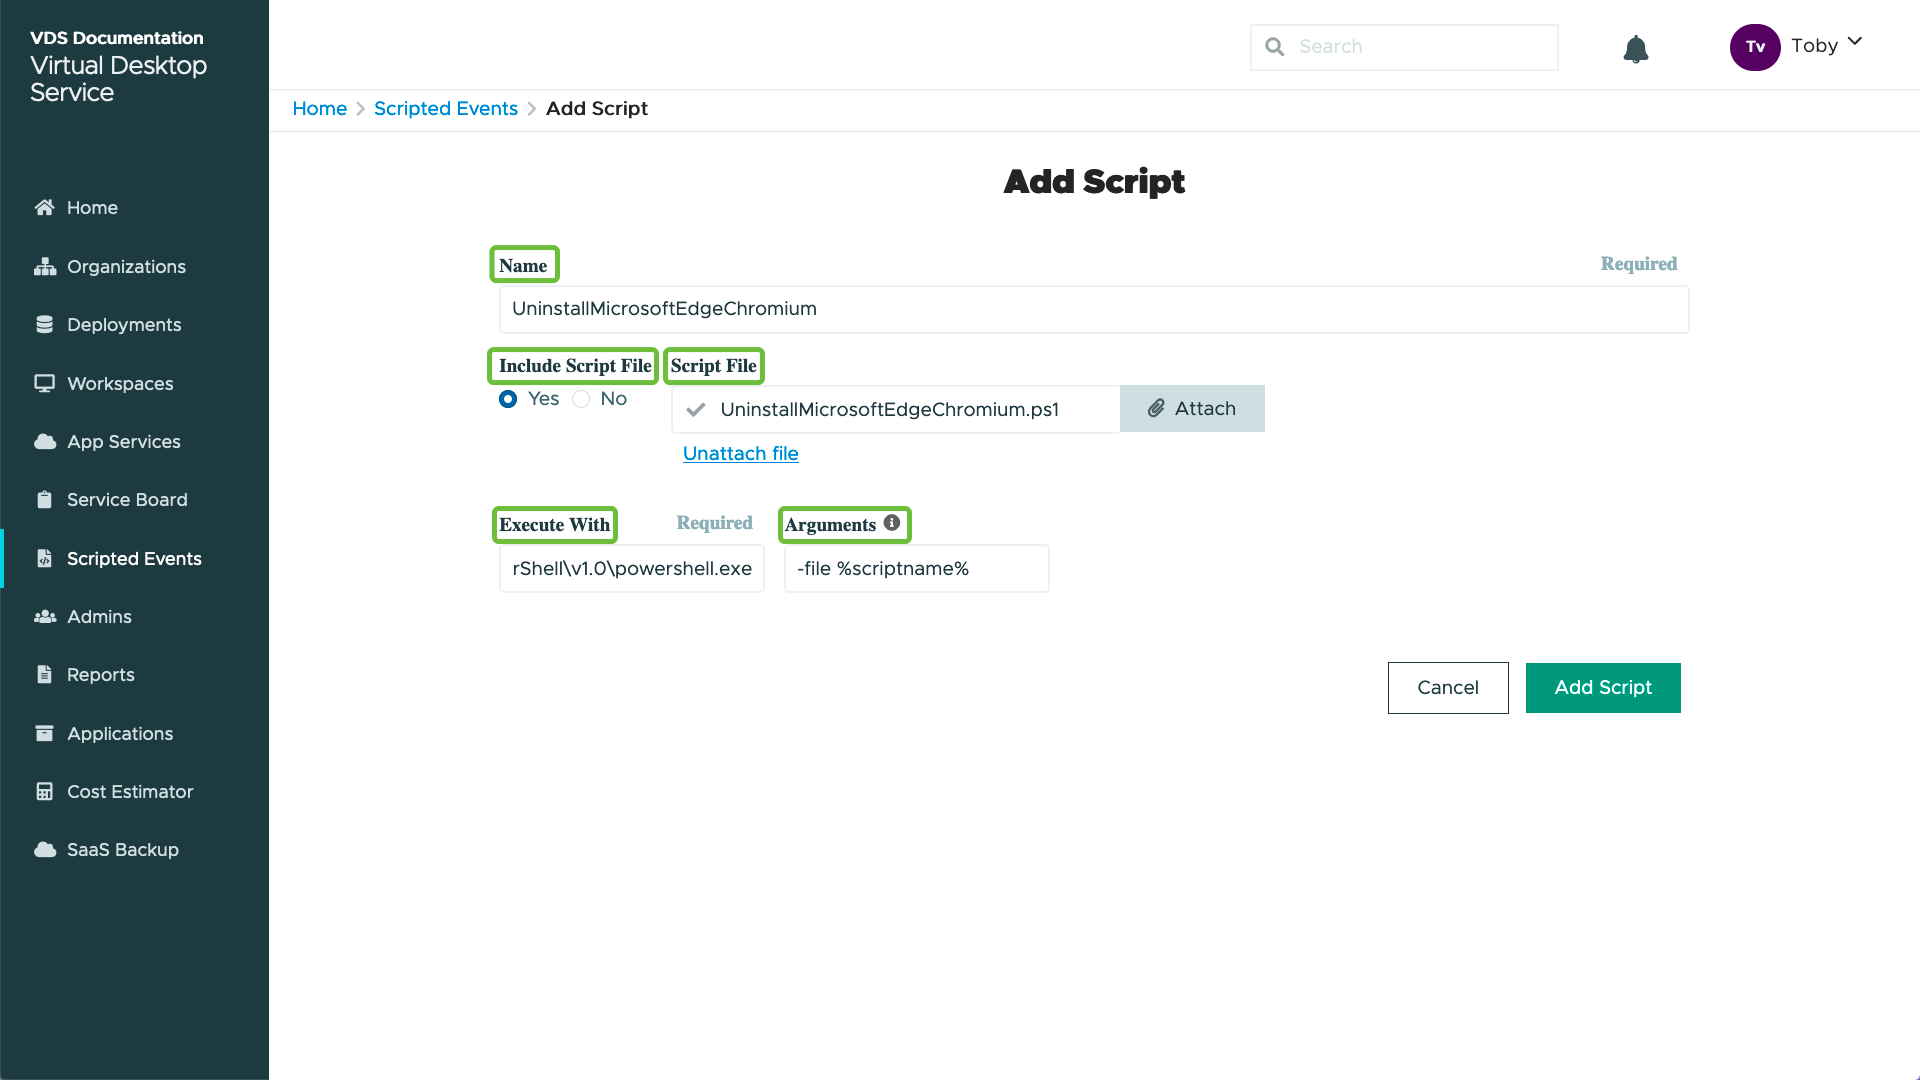 VDS Documentation
Virtual Desktop
Service
Search
Tv
Toby
Home
Scripted Events
Add Script
Home
Organizations
Deployments
Workspaces
App Services
Service Board
Scripted Events
Admins
Reports
Applications
Cost Estimator
SaaS Backup
Add Script
Name
Required
UninstallMicrosoftEdgeChromium
Include Script File
Script File
Yes
No
UninstallMicrosoftEdgeChromium.ps1
Attach
Unattach file
Execute With
Required
Arguments
rShell\v1.0\powershell.exe
-file %scriptname%
Cancel
Add Script